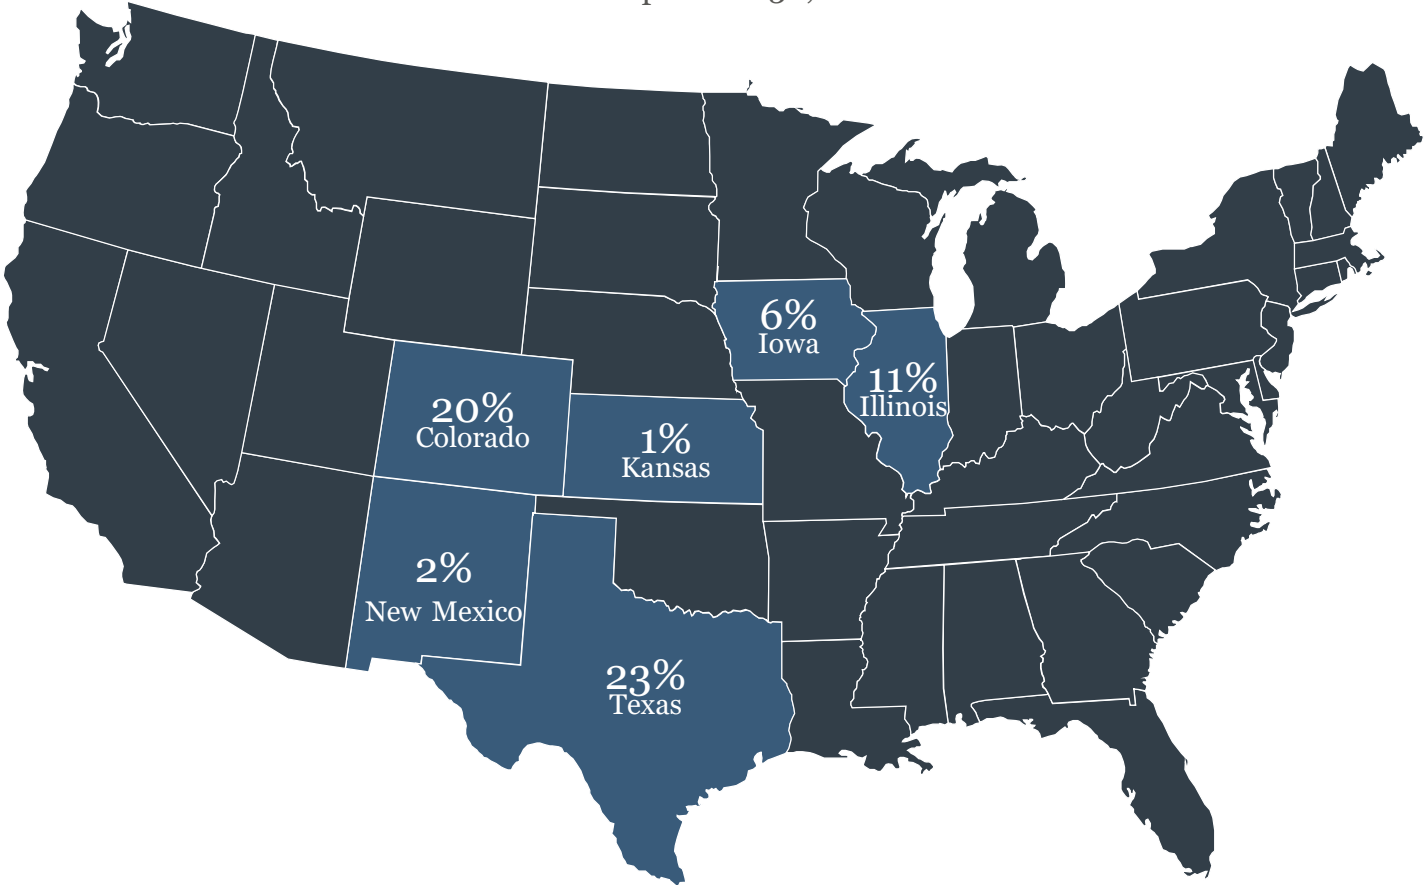 6%
Iowa
11%
Illinois
20%
Colorado
1%
Kansas
2%
New Mexico
23%
Texas